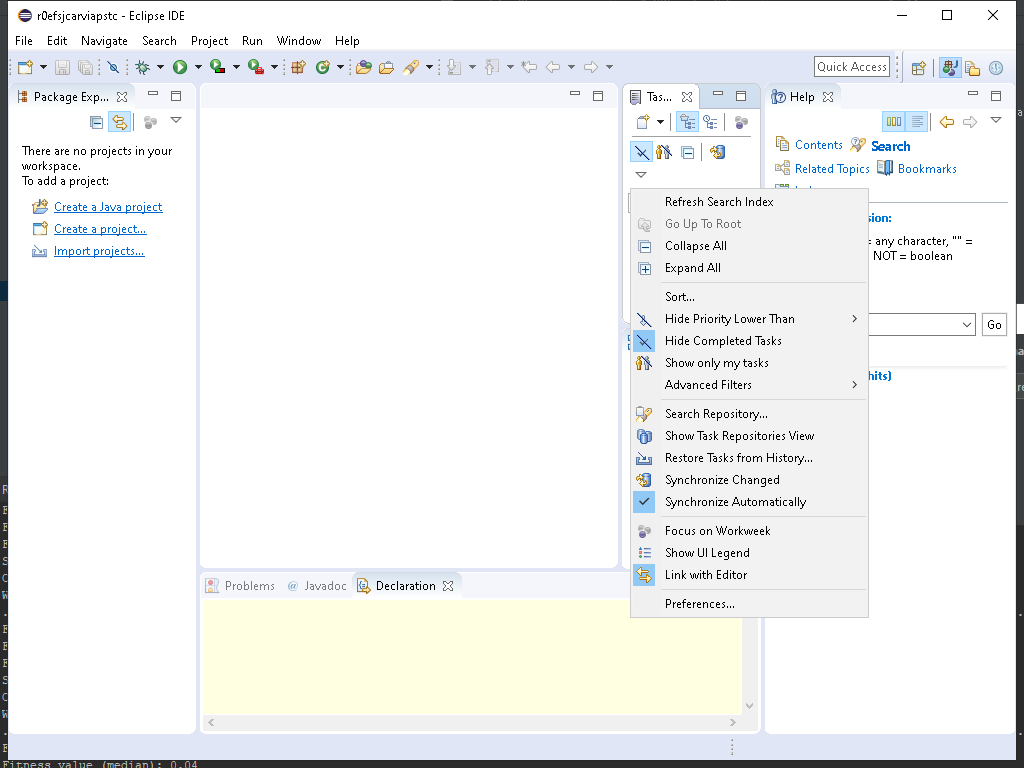 r0efsjcarviapstc - Eclipse IDE
File Edit Navigate Search Project Run Window Help
Quick Access
Package Exp...
Tas...
Help
There are no projects in your
workspace.
To add a project:
Create a Java project
Create a project...
Import projects...
Contents
Search
Related Topics
Bookmarks
Refresh Search Index
Go Up To Root
Collapse All
Expand All
Sort...
Hide Priority Lower Than
Hide Completed Tasks
Show only my tasks
Advanced Filters
Search Repository...
Show Task Repositories View
Restore Tasks from History...
Synchronize Changed
Synchronize Automatically
Focus on Workweek
Show UI Legend
Link with Editor
Preferences...
sion:
= any character, "" =
NOT = boolean
Go
hits)
Problems
@ Javadoc
Declaration
Fitness value (median): 0.04